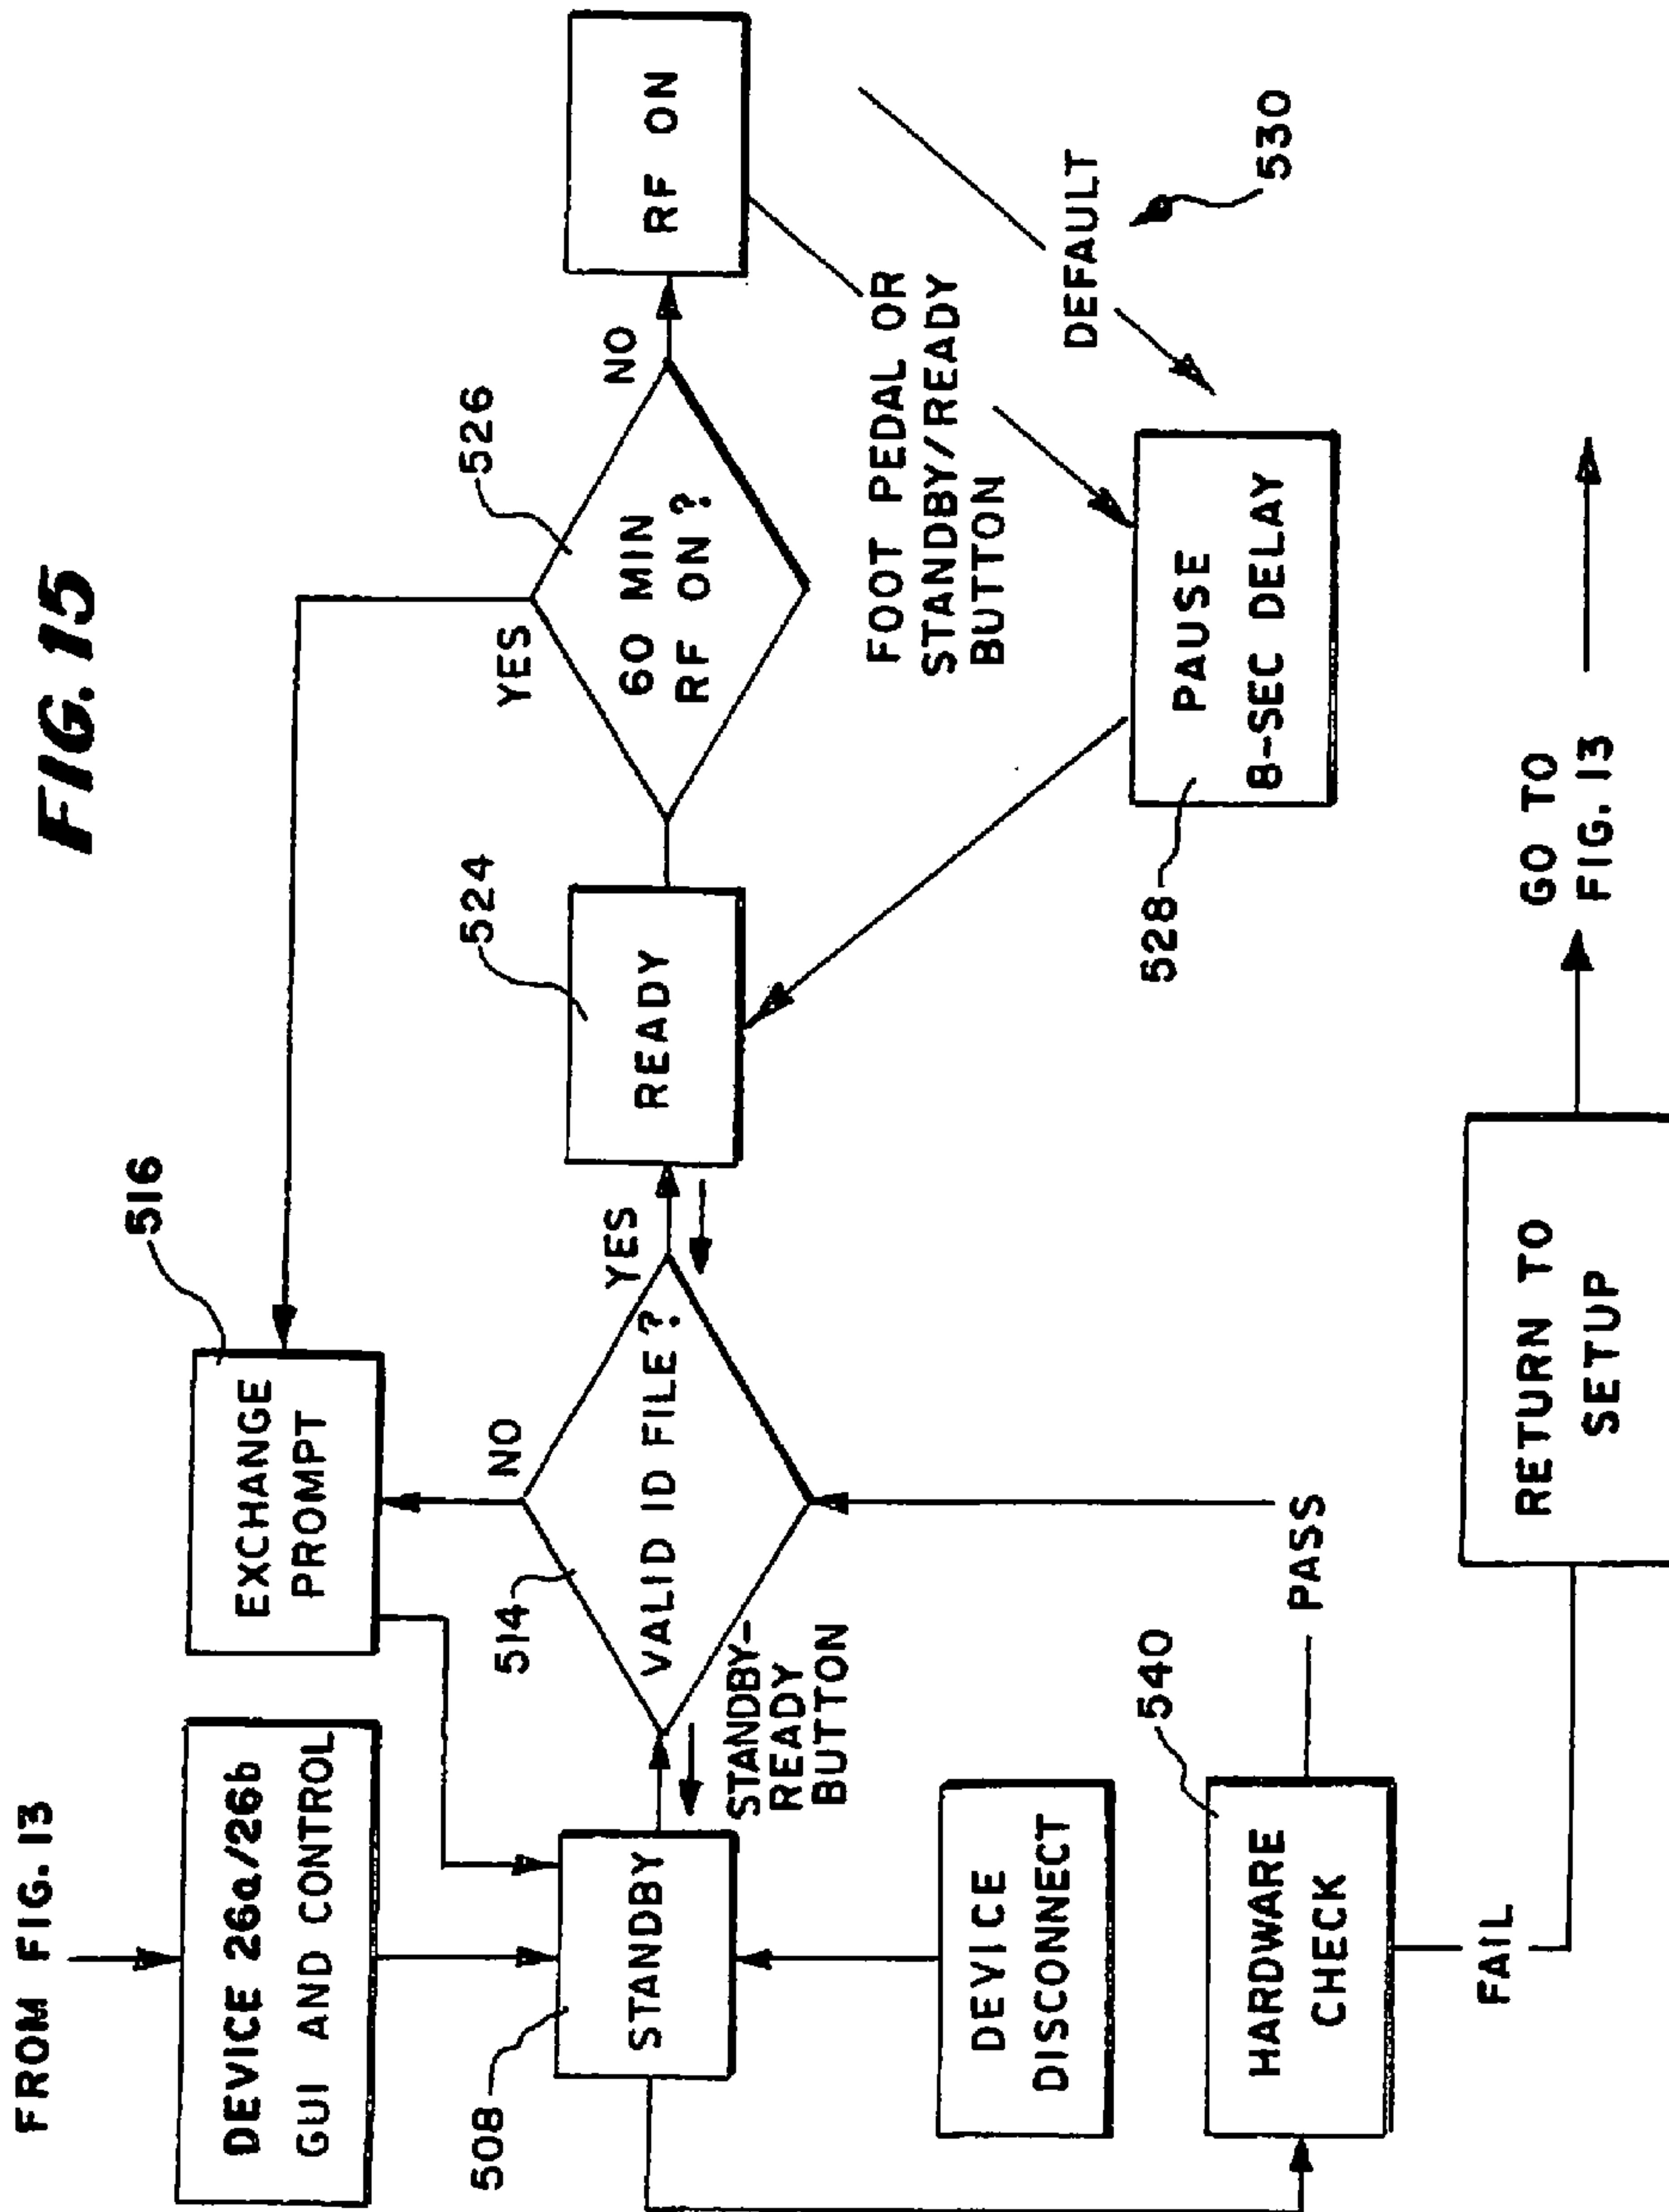 FIG. 15
FROM FIG. 13
DEVICE 26a/26b
GUI AND CONTROL
EXCHANGE
PROMPT
516
508
STANDBY
514
VALID ID FILE?
NO
YES
STANDBY-
READY
BUTTON
524
READY
526
60 MIN
RF ON?
YES
NO
RF ON
FOOT PEDAL OR
STANDBY/READY
BUTTON
DEFAULT
530
528
PAUSE
8-SEC DELAY
DEVICE
DISCONNECT
540
HARDWARE
CHECK
PASS
FAIL
RETURN TO
SETUP
GO TO
FIG. 13